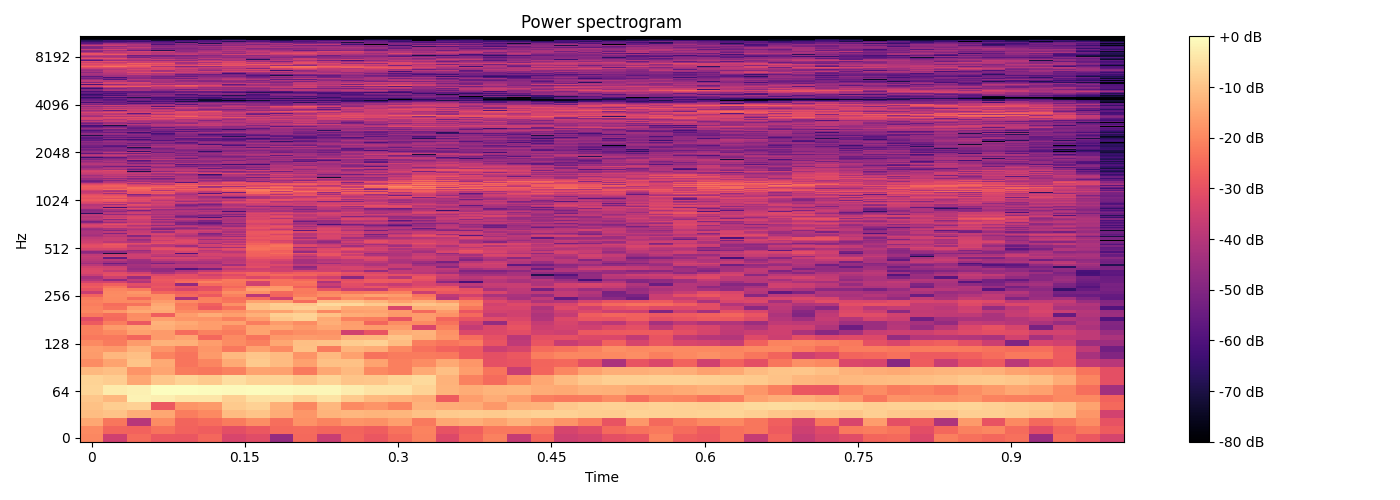 Power spectrogram
Hz
8192
4096
2048
1024
512
256
128
64
0
0 0.15 0.3 0.45 0.6 0.75 0.9
Time
+0 dB
-10 dB
-20 dB
-30 dB
-40 dB
-50 dB
-60 dB
-70 dB
-80 dB